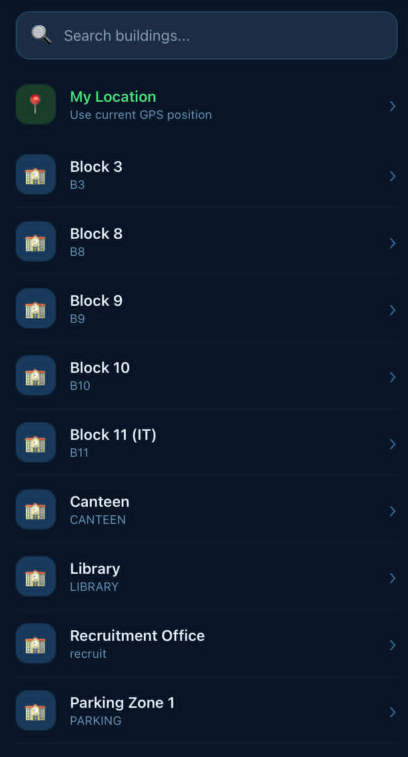 Search buildings...
My Location
Use current GPS position
Block 3
B3
Block 8
B8
Block 9
B9
Block 10
B10
Block 11 (IT)
B11
Canteen
CANTEEN
Library
LIBRARY
Recruitment Office
recruit
Parking Zone 1
PARKING